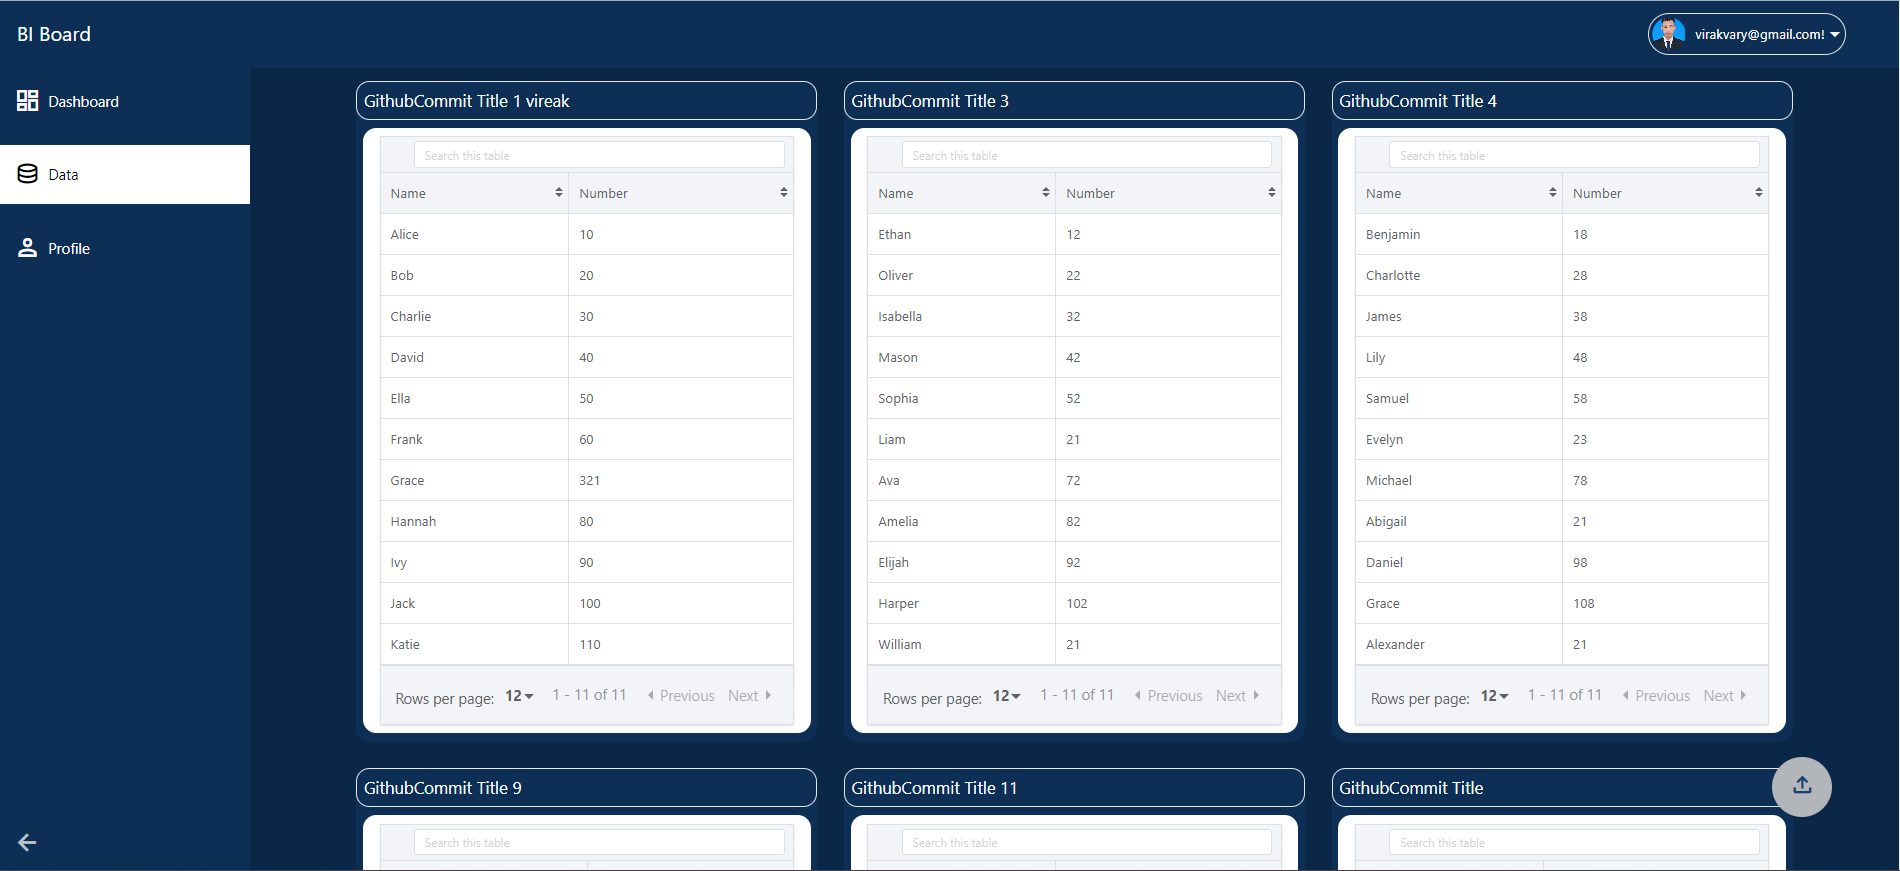 BI Board
virakvary@gmail.com!
Dashboard
Data
Profile
GithubCommit Title 1 vireak
Search this table
Name Number
Alice 10
Bob 20
Charlie 30
David 40
Ella 50
Frank 60
Grace 321
Hannah 80
Ivy 90
Jack 100
Katie 110
Rows per page: 12 1 - 11 of 11 Previous Next
GithubCommit Title 3
Search this table
Name Number
Ethan 12
Oliver 22
Isabella 32
Mason 42
Sophia 52
Liam 21
Ava 72
Amelia 82
Elijah 92
Harper 102
William 21
Rows per page: 12 1 - 11 of 11 Previous Next
GithubCommit Title 4
Search this table
Name Number
Benjamin 18
Charlotte 28
James 38
Lily 48
Samuel 58
Evelyn 23
Michael 78
Abigail 21
Daniel 98
Grace 108
Alexander 21
Rows per page: 12 1 - 11 of 11 Previous Next
GithubCommit Title 9
Search this table
GithubCommit Title 11
Search this table
GithubCommit Title
Search this table